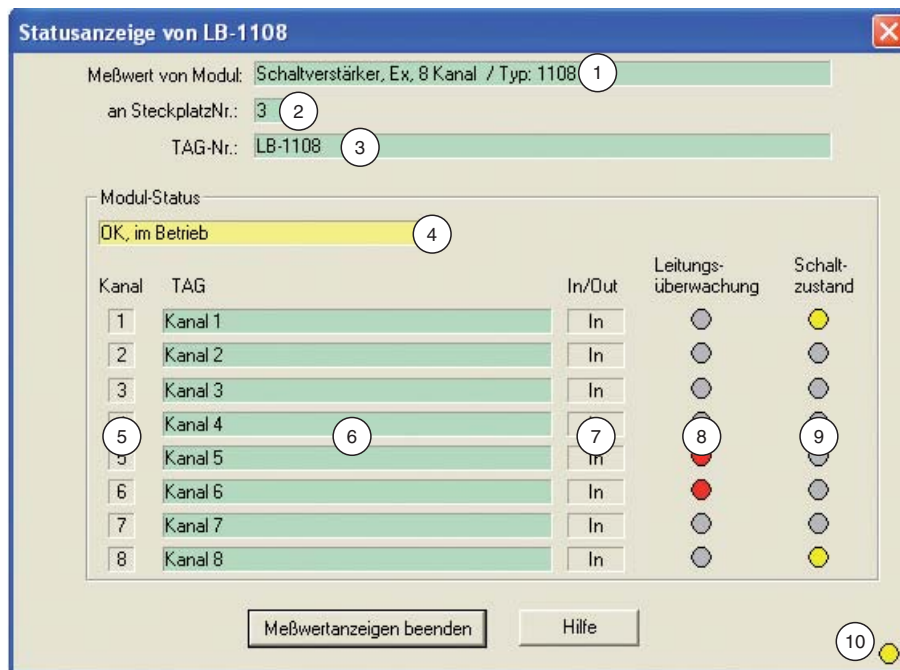 Statusanzeige von LB-1108
Meßwert von Modul: Schaltverstärker, Ex, 8 Kanal / Typ: 1108 1
an SteckplatzNr.: 3 2
TAG-Nr.: LB-1108 3
Modul-Status
OK, im Betrieb 4
Leitungs- Schalt-
Kanal TAG In/Out überwachung zustand
1 Kanal 1 In
2 Kanal 2 In
3 Kanal 3 In
Kanal 4
5 6 7 8 9
5 Kanal 5 In
6 Kanal 6 In
7 Kanal 7 In
8 Kanal 8 In
Meßwertanzeigen beenden Hilfe
10